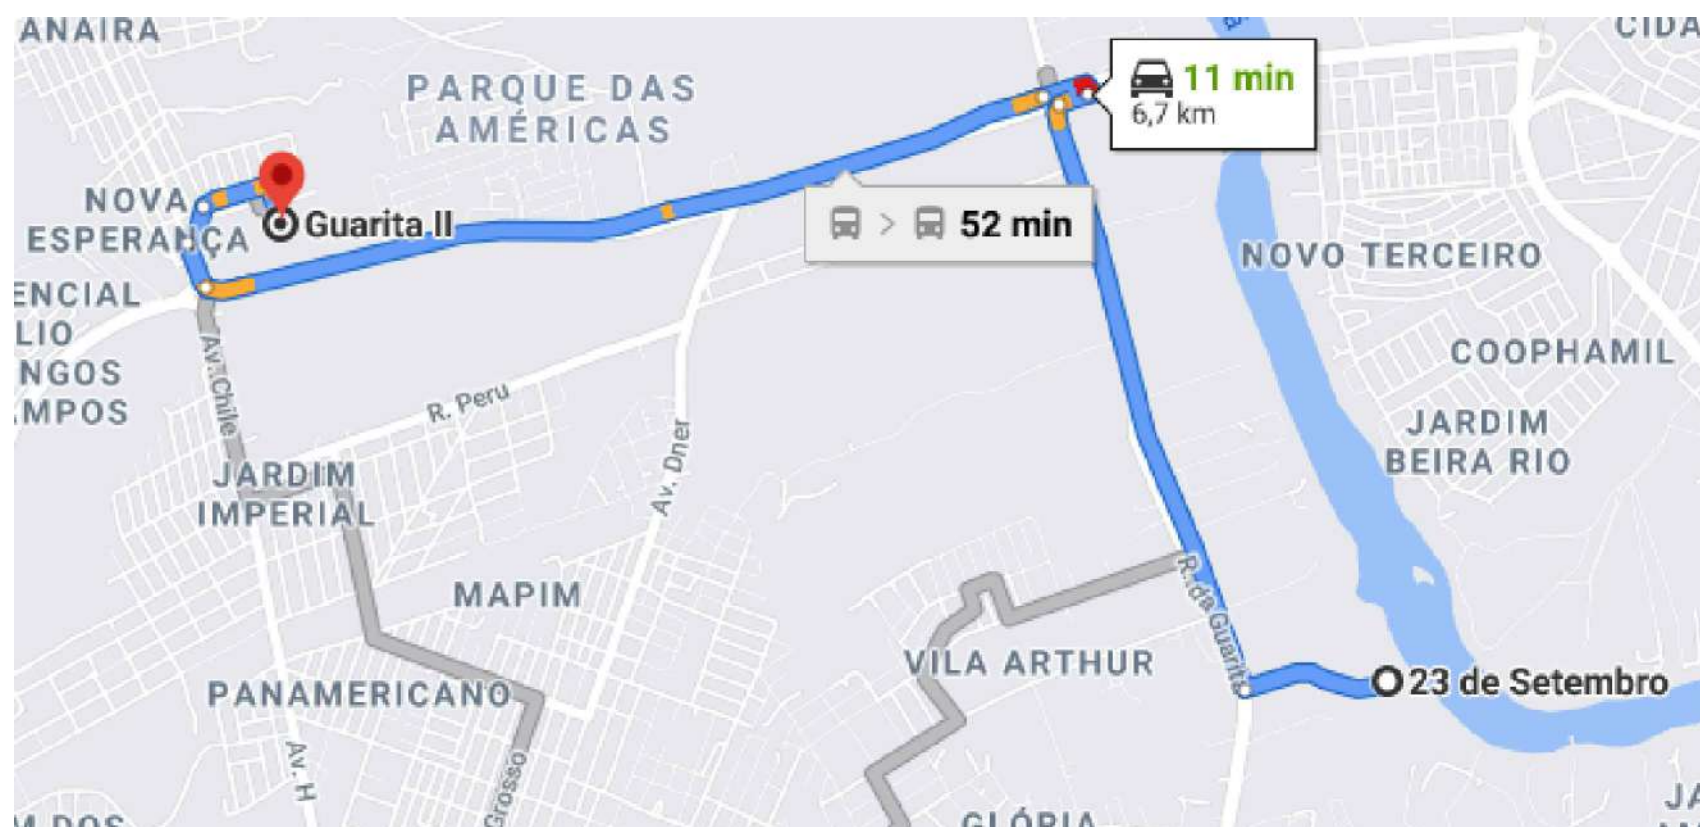 ANAIRA
CIDA
PARQUE DAS
AMÉRICAS
11 min
6,7 km
NOVA
ESPERANÇA
Guarita II
52 min
NOVO TERCEIRO
ENCIAL
LIO
NGOS
MPOS
Av. Chile
R. Peru
Av. Dner
COOPHAMIL
JARDIM
BEIRA RIO
JARDIM
IMPERIAL
MAPIM
R. da Guarita
VILA ARTHUR
23 de Setembro
PANAMERICANO
Av. H
Grosso
GLÓRIA
JA
M DOS